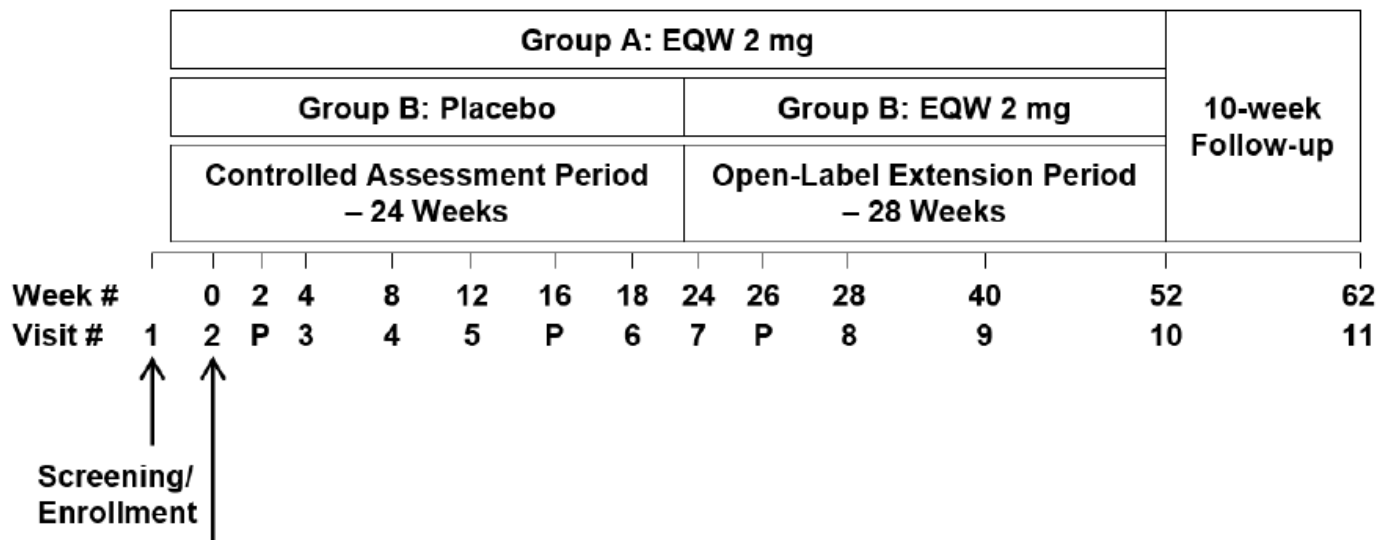 Group A: EQW 2 mg
Group B: Placebo
Group B: EQW 2 mg
10-week
Follow-up
Controlled Assessment Period
– 24 Weeks
Open-Label Extension Period
– 28 Weeks
Week # 0 2 4 8 12 16 18 24 26 28 40 52 62
Visit # 1 2 P 3 4 5 P 6 7 P 8 9 10 11
Screening/
Enrollment